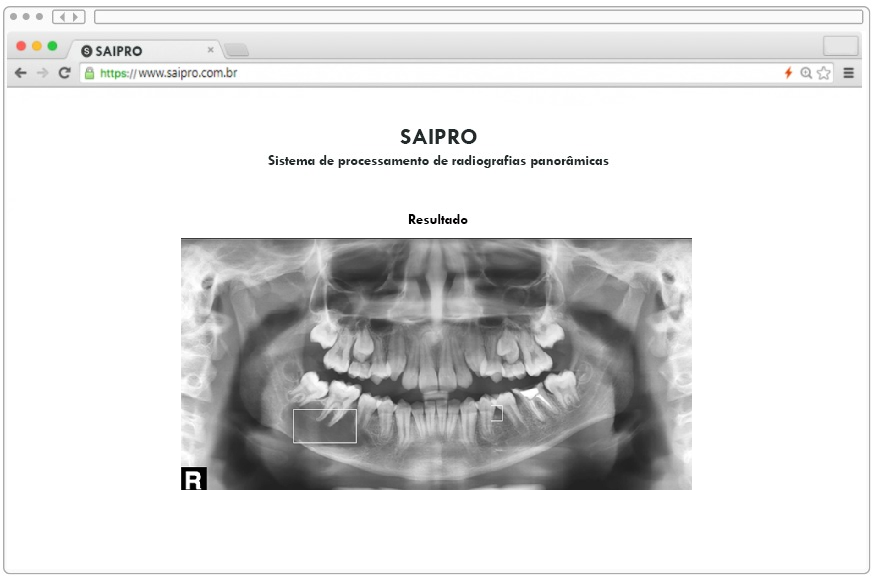 S SAIPRO ×
https://www.saipro.com.br
SAIPRO
Sistema de processamento de radiografias panorâmicas
Resultado
R